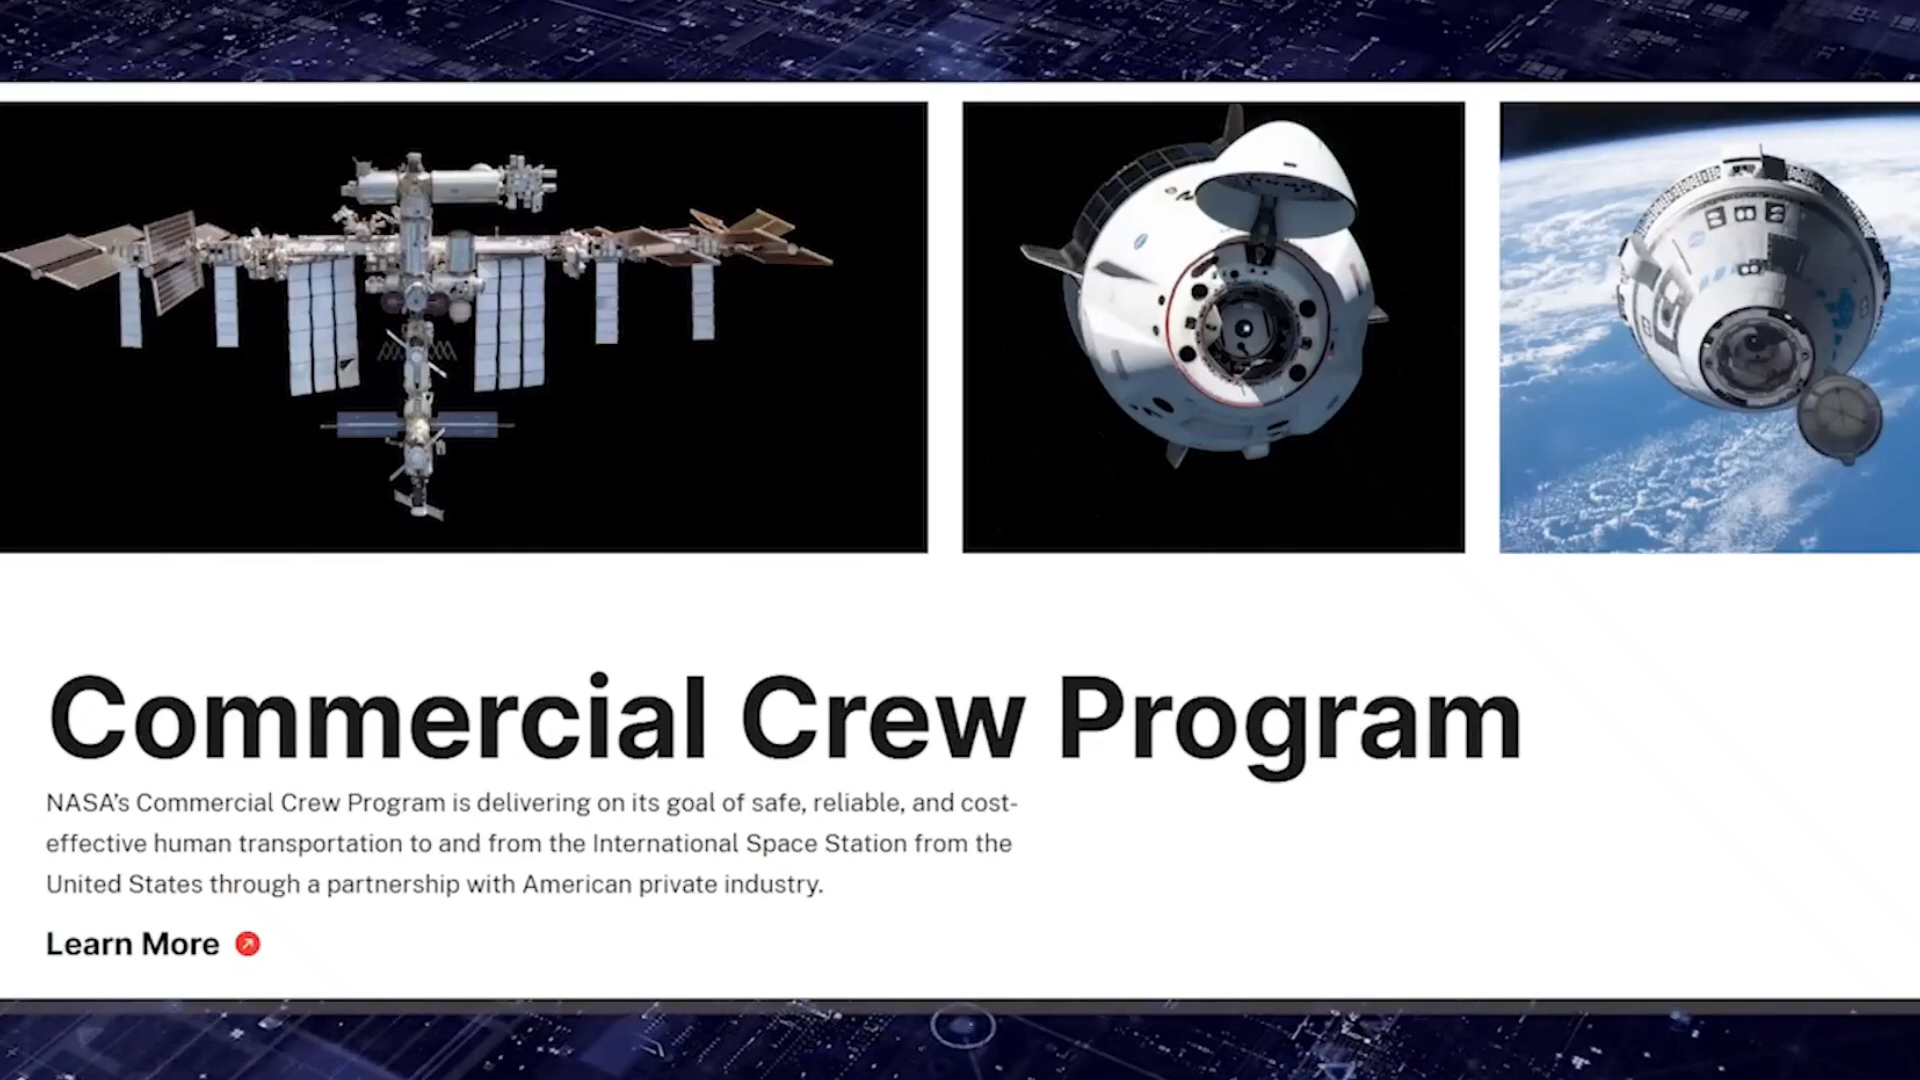 Commercial Crew Program
NASA’s Commercial Crew Program is delivering on its goal of safe, reliable, and cost-
effective human transportation to and from the International Space Station from the
United States through a partnership with American private industry.
Learn More